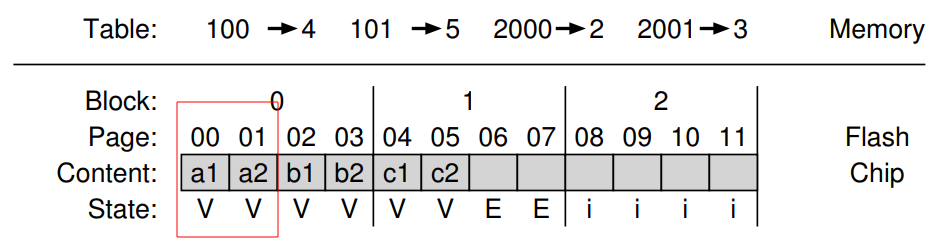 Table: 100 → 4 101 → 5 2000 → 2 2001 → 3 Memory
Block: 0 1 2
Page: 00 01 02 03 04 05 06 07 08 09 10 11 Flash
Content: a1 a2 b1 b2 c1 c2 Chip
State: V V V V V V E E i i i i